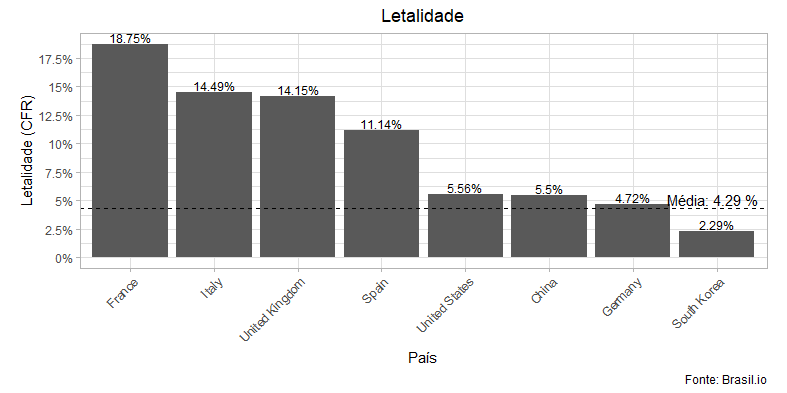 Letalidade
Letalidade (CFR)
17.5%
15%
12.5%
10%
7.5%
5%
2.5%
0%
18.75%
14.49%
14.15%
11.14%
5.56%
5.5%
4.72%
2.29%
Média: 4.29 %
France
Italy
United Kingdom
Spain
United States
China
Germany
South Korea
País
Fonte: Brasil.io